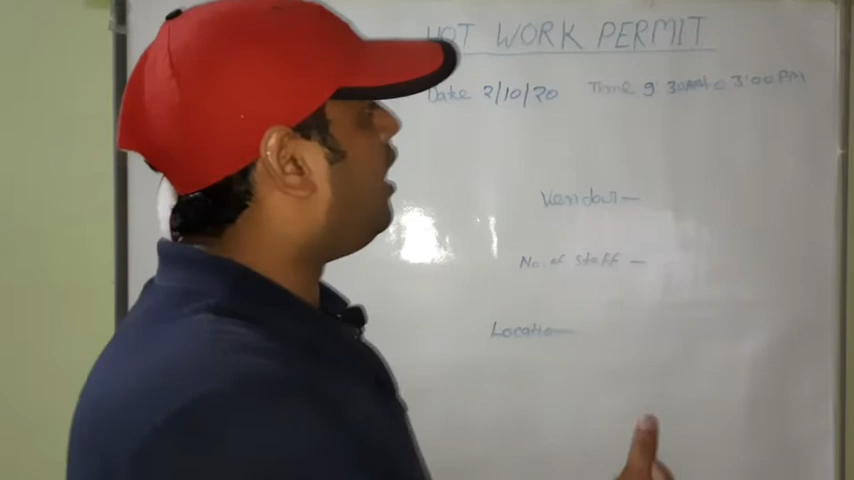 HOT WORK PERMIT
Date 2/10/20 Time 9:30AM to 3:00 PM
Vendour —
No. of Staff —
Location